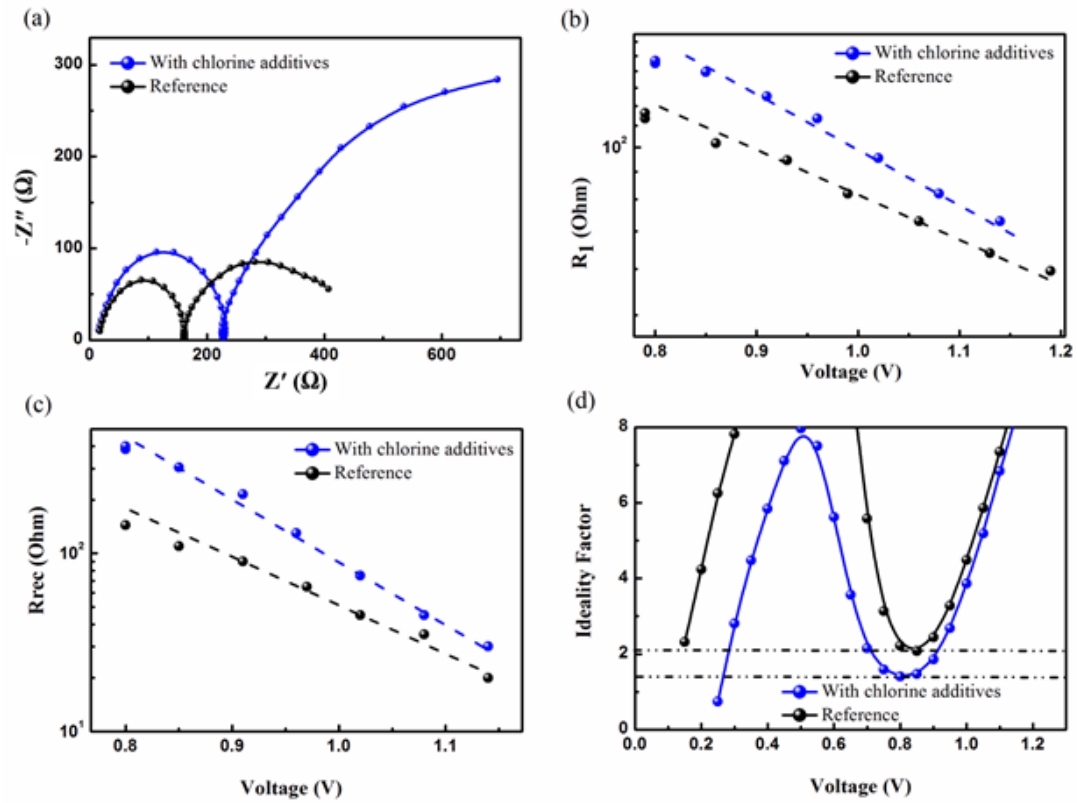 (a)
With chlorine additives
Reference
300
200
100
0
-Z″ (Ω)
0 200 400 600
Z′ (Ω)
(b)
With chlorine additives
Reference
10²
R₁ (Ohm)
0.8 0.9 1.0 1.1 1.2
Voltage (V)
(c)
With chlorine additives
Reference
10²
10¹
Rrec (Ohm)
0.8 0.9 1.0 1.1
Voltage (V)
(d)
8
6
4
2
0
Ideality Factor
With chlorine additives
Reference
0.0 0.2 0.4 0.6 0.8 1.0 1.2
Voltage (V)